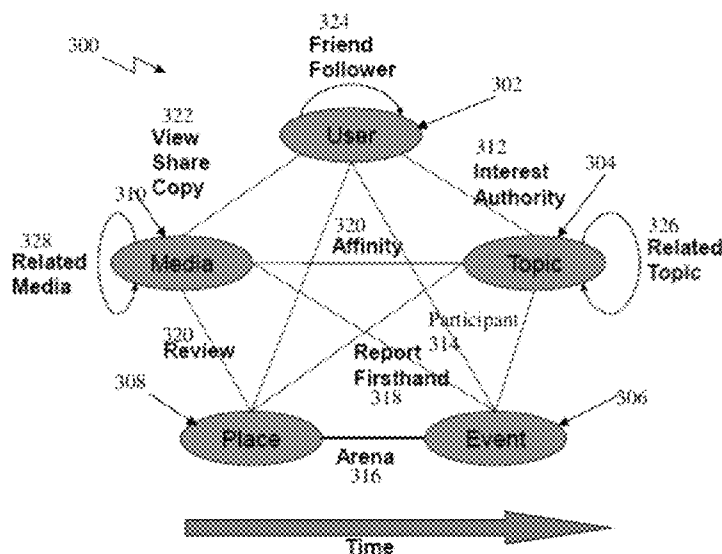 324
Friend
Follower
300
302
User
322
View
Share
Copy
312
Interest
Authority
304
310
328
Related
Media
Media
320
Affinity
Topic
326
Related
Topic
320
Review
Participant
314
Report
Firsthand
318
308
306
Place
Event
Arena
316
Time